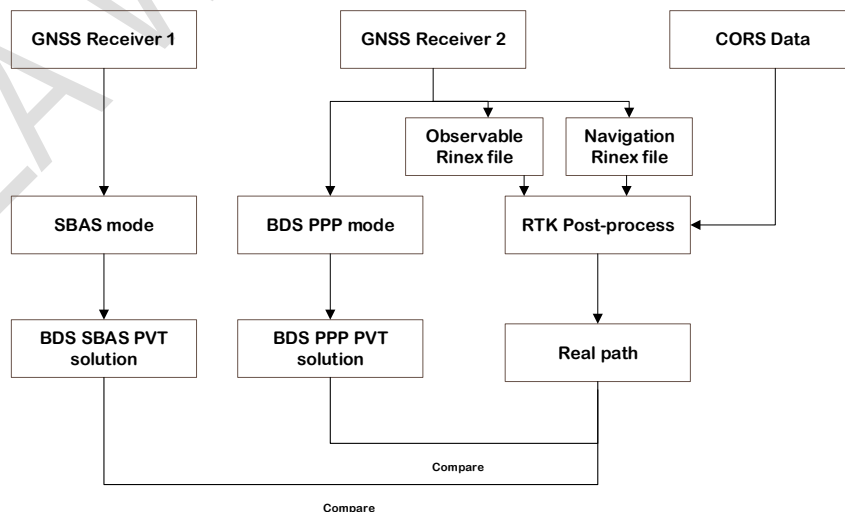 GNSS Receiver 1
GNSS Receiver 2
CORS Data
Observable
Rinex file
Navigation
Rinex file
SBAS mode
BDS PPP mode
RTK Post-process
BDS SBAS PVT
solution
BDS PPP PVT
solution
Real path
Compare
Compare